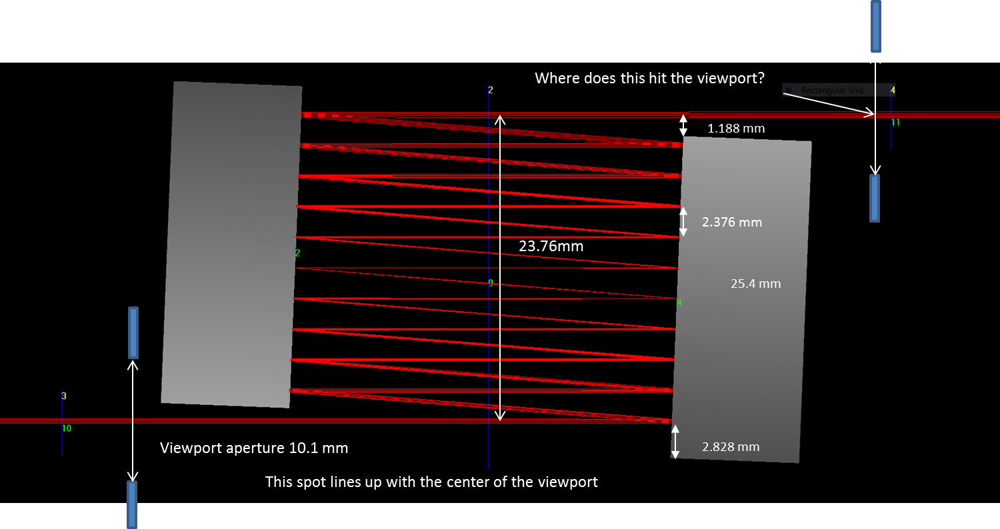 Where does this hit the viewport?
2
Rectangular Snip
4
11
1.188 mm
2.376 mm
23.76mm
2
9
25.4 mm
4
3
10
Viewport aperture 10.1 mm
2.828 mm
This spot lines up with the center of the viewport